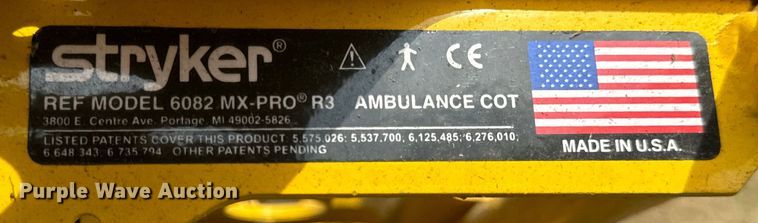 stryker®
CE
REF MODEL 6082 MX-PRO® R3 AMBULANCE COT
3800 E. Centre Ave. Portage, MI 49002-5826
LISTED PATENTS COVER THIS PRODUCT 5,575,026; 5,537,700, 6,125,485; 6,276,010;
6,648,343; 6,735,794 OTHER PATENTS PENDING
MADE IN U.S.A.
Purple Wave Auction